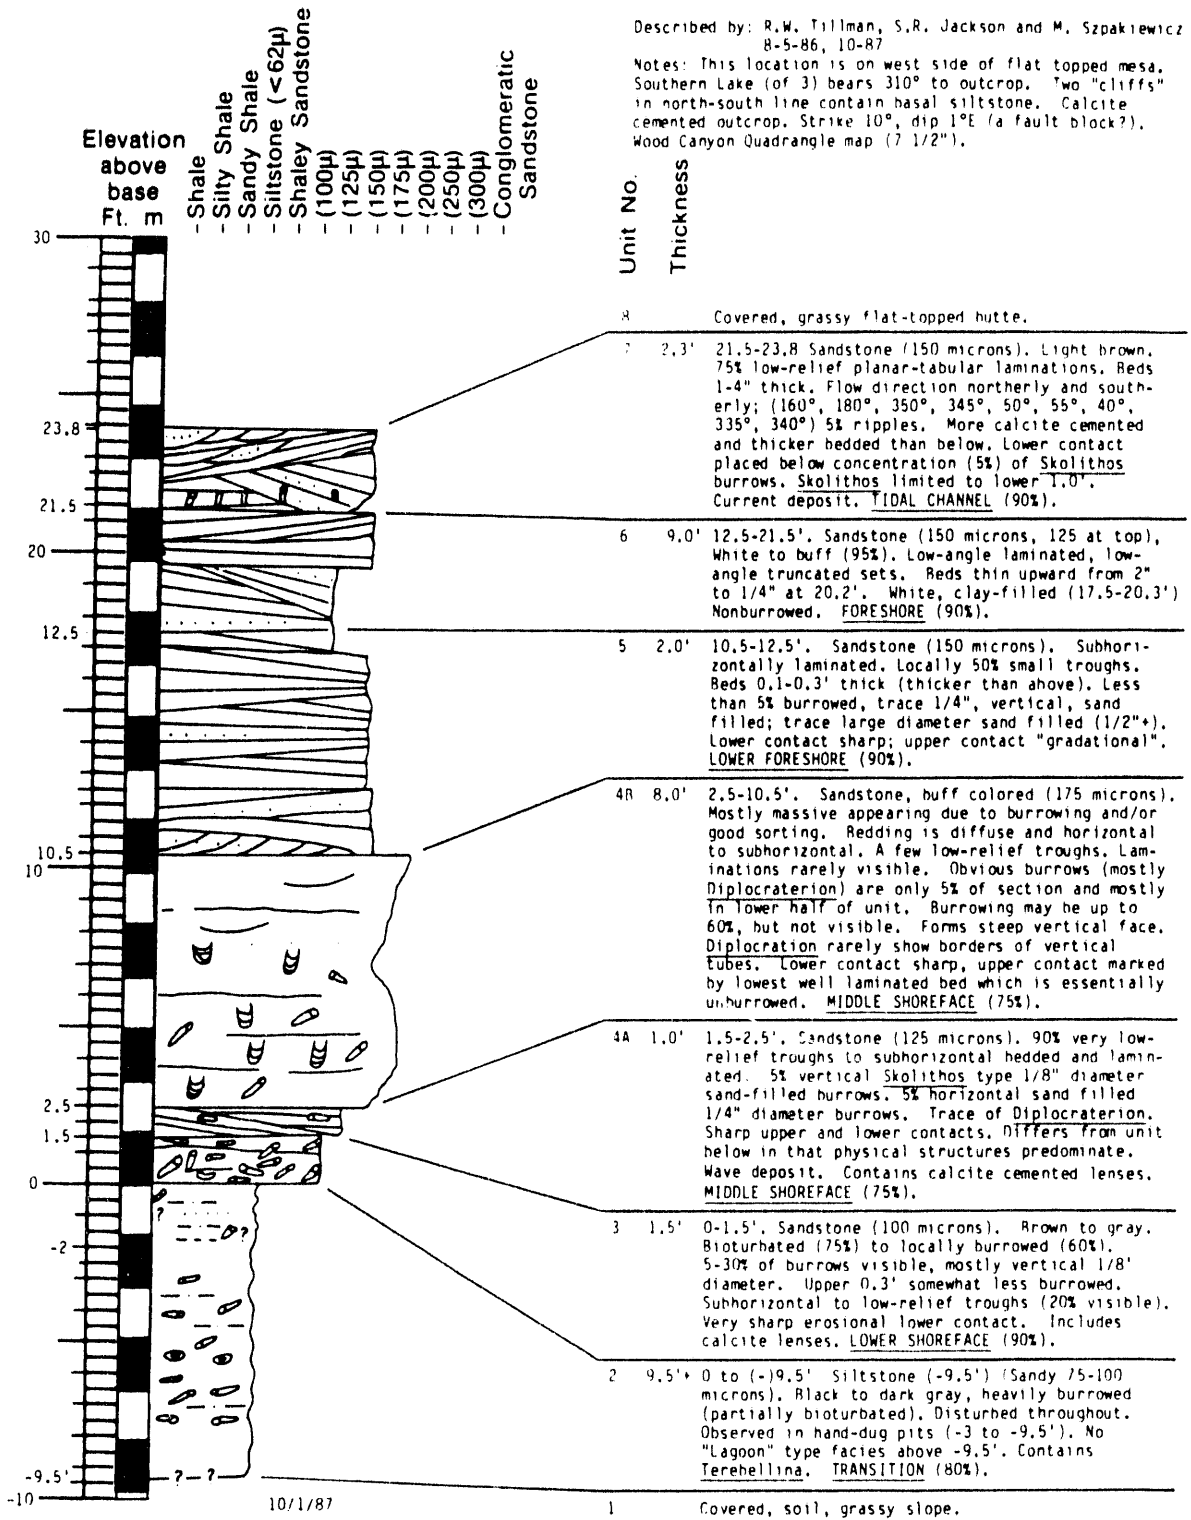 Described by: R.W. Tillman, S.R. Jackson and M. Szpakiewicz
8-5-86, 10-87
Notes: This location is on west side of flat topped mesa.
Southern Lake (of 3) bears 310° to outcrop. Two "cliffs"
in north-south line contain basal siltstone. Calcite
cemented outcrop. Strike 10°, dip 1°E (a fault block?).
Wood Canyon Quadrangle map (7 1/2").
Elevation
above
base
Ft. m
- Shale
- Silty Shale
- Sandy Shale
- Siltstone (<62µ)
- Shaley Sandstone
- (100µ)
- (125µ)
- (150µ)
- (175µ)
- (200µ)
- (250µ)
- (300µ)
- Conglomeratic
Sandstone
Unit No.
Thickness
30
23.8
21.5
20
12.5
10.5
10
2.5
1.5
0
-2
-9.5'
-10
?
?
?-?
10/1/87
8 Covered, grassy flat-topped butte.
7 2.3' 21.5-23.8 Sandstone (150 microns). Light brown.
75% low-relief planar-tabular laminations. Beds
1-4" thick. Flow direction northerly and south-
erly; (160°, 180°, 350°, 345°, 50°, 55°, 40°,
335°, 340°) 5% ripples. More calcite cemented
and thicker bedded than below. Lower contact
placed below concentration (5%) of Skolithos
burrows. Skolithos limited to lower 1.0'.
Current deposit. TIDAL CHANNEL (90%).
6 9.0' 12.5-21.5'. Sandstone (150 microns, 125 at top),
White to buff (95%). Low-angle laminated, low-
angle truncated sets. Beds thin upward from 2"
to 1/4" at 20.2'. White, clay-filled (17.5-20.3')
Nonburrowed. FORESHORE (90%).
5 2.0' 10.5-12.5'. Sandstone (150 microns). Subhori-
zontally laminated. Locally 50% small troughs.
Beds 0.1-0.3' thick (thicker than above). Less
than 5% burrowed, trace 1/4", vertical, sand
filled; trace large diameter sand filled (1/2"+).
Lower contact sharp; upper contact "gradational".
LOWER FORESHORE (90%).
4B 8.0' 2.5-10.5'. Sandstone, buff colored (175 microns).
Mostly massive appearing due to burrowing and/or
good sorting. Bedding is diffuse and horizontal
to subhorizontal. A few low-relief troughs. Lam-
inations rarely visible. Obvious burrows (mostly
Diplocraterion) are only 5% of section and mostly
in lower half of unit. Burrowing may be up to
60%, but not visible. Forms steep vertical face.
Diplocration rarely show borders of vertical
tubes. Lower contact sharp, upper contact marked
by lowest well laminated bed which is essentially
unburrowed. MIDDLE SHOREFACE (75%).
4A 1.0' 1.5-2.5'. Sandstone (125 microns). 90% very low-
relief troughs to subhorizontal bedded and lamin-
ated. 5% vertical Skolithos type 1/8" diameter
sand-filled burrows. 5% horizontal sand filled
1/4" diameter burrows. Trace of Diplocraterion.
Sharp upper and lower contacts. Differs from unit
below in that physical structures predominate.
Wave deposit. Contains calcite cemented lenses.
MIDDLE SHOREFACE (75%).
3 1.5' 0-1.5'. Sandstone (100 microns). Brown to gray.
Bioturbated (75%) to locally burrowed (60%).
5-30% of burrows visible, mostly vertical 1/8'
diameter. Upper 0.3' somewhat less burrowed.
Subhorizontal to low-relief troughs (20% visible).
Very sharp erosional lower contact. Includes
calcite lenses. LOWER SHOREFACE (90%).
2 9.5'+ 0 to (-)9.5' Siltstone (-9.5') (Sandy 75-100
microns). Black to dark gray, heavily burrowed
(partially bioturbated). Disturbed throughout.
Observed in hand-dug pits (-3 to -9.5'). No
"Lagoon" type facies above -9.5'. Contains
Terebellina. TRANSITION (80%).
1 Covered, soil, grassy slope.